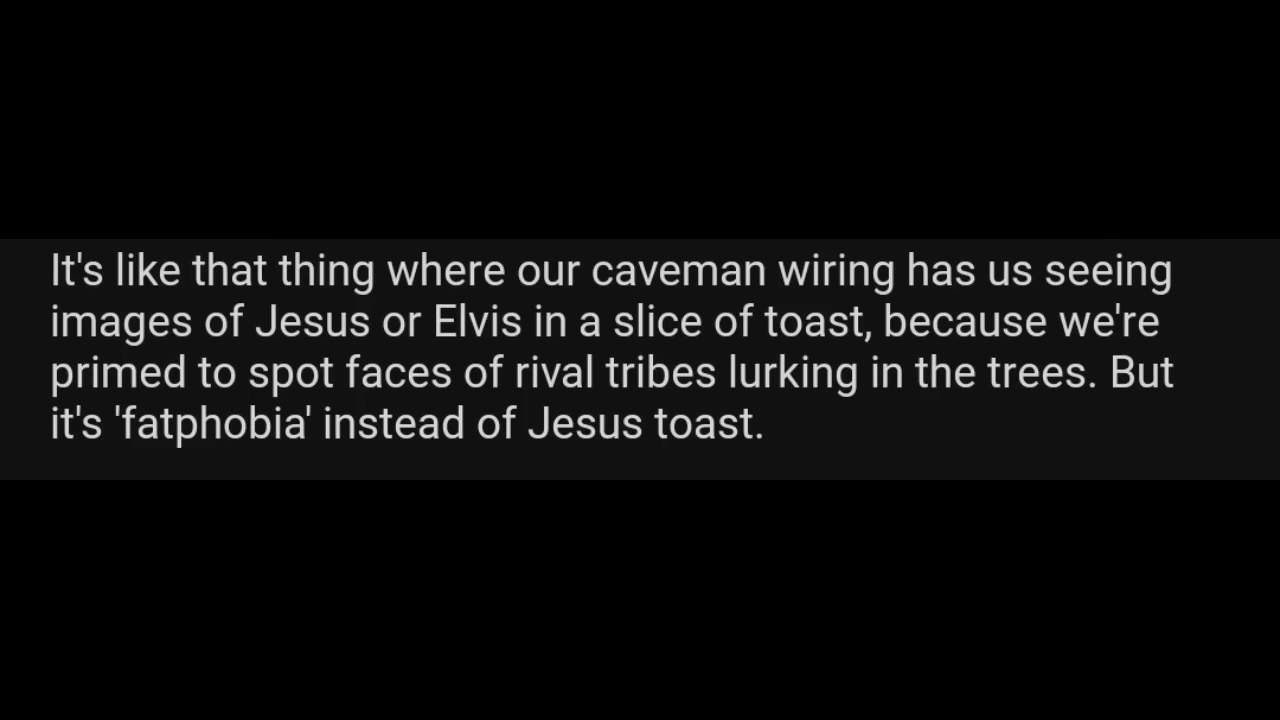 It's like that thing where our caveman wiring has us seeing
images of Jesus or Elvis in a slice of toast, because we're
primed to spot faces of rival tribes lurking in the trees. But
it's 'fatphobia' instead of Jesus toast.